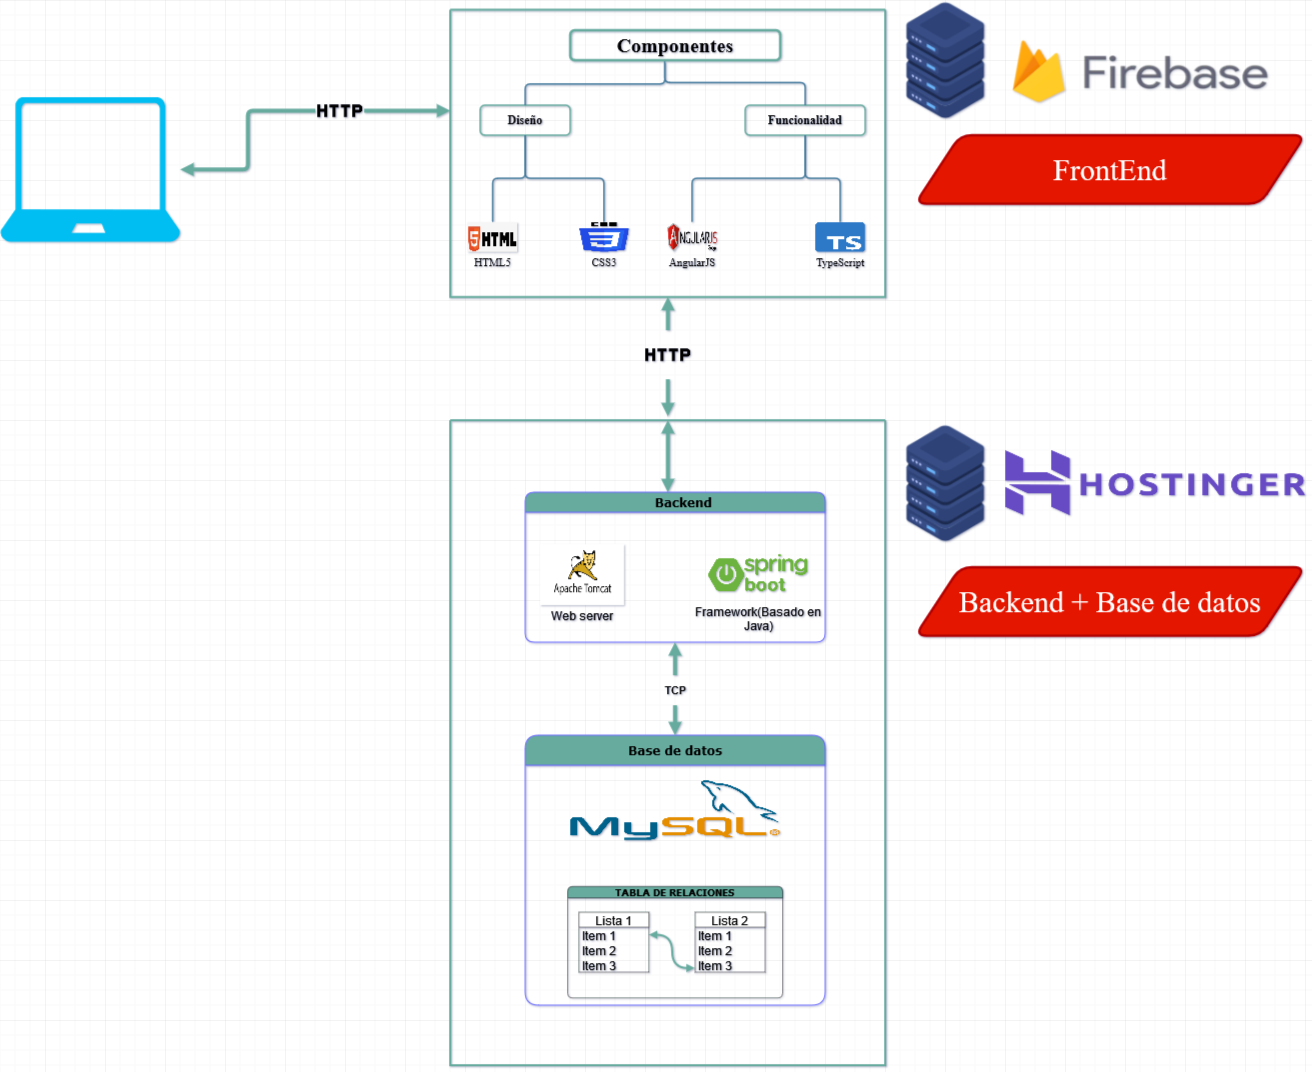 Componentes
Firebase
HTTP
Diseño
Funcionalidad
FrontEnd
5 HTML
CSS
3
ANGULARJS
TS
HTML5
CSS3
AngularJS
TypeScript
HTTP
HOSTINGER
Backend
Apache Tomcat
spring
boot
Web server
Framework(Basado en
Java)
Backend + Base de datos
TCP
Base de datos
MySQL
TABLA DE RELACIONES
Lista 1
Item 1
Item 2
Item 3
Lista 2
Item 1
Item 2
Item 3